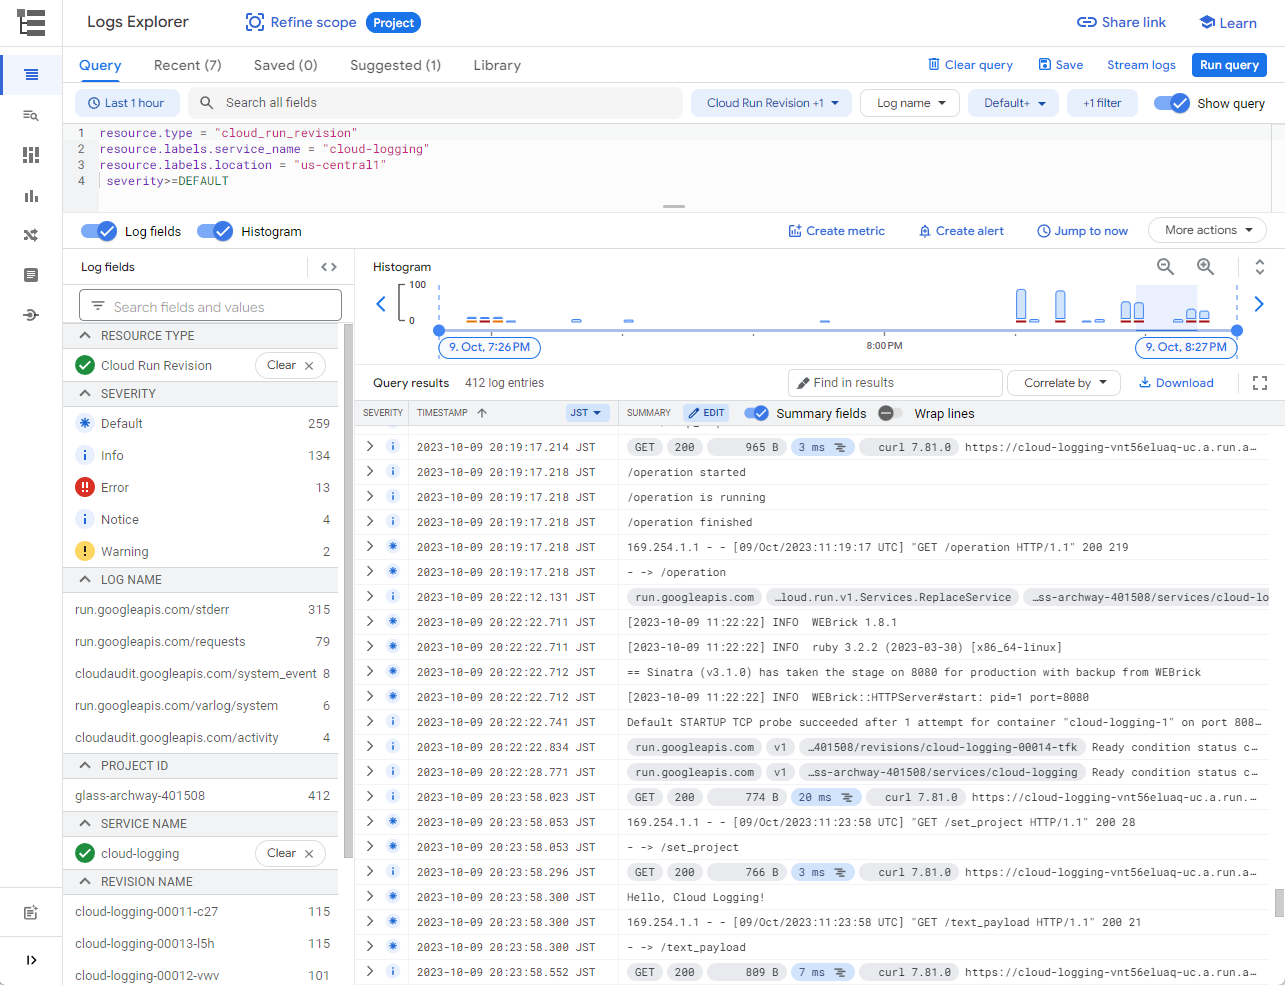 Logs Explorer
Refine scope
Project
Share link
Learn
Query
Recent (7)
Saved (0)
Suggested (1)
Library
Clear query
Save
Stream logs
Run query
Last 1 hour
Search all fields
Cloud Run Revision +1
Log name
Default+
+1 filter
Show query
1 resource.type = "cloud_run_revision"
2 resource.labels.service_name = "cloud-logging"
3 resource.labels.location = "us-central1"
4 severity>=DEFAULT
Log fields
Histogram
Create metric
Create alert
Jump to now
More actions
Log fields
Search fields and values
RESOURCE TYPE
Cloud Run Revision
Clear
SEVERITY
Default 259
Info 134
Error 13
Notice 4
Warning 2
LOG NAME
run.googleapis.com/stderr 315
run.googleapis.com/requests 79
cloudaudit.googleapis.com/system_event 8
run.googleapis.com/varlog/system 6
cloudaudit.googleapis.com/activity 4
PROJECT ID
glass-archway-401508 412
SERVICE NAME
cloud-logging
Clear
REVISION NAME
cloud-logging-00011-c27 115
cloud-logging-00013-l5h 115
cloud-logging-00012-vwv 101
Histogram
100
0
9. Oct, 7:26 PM
8:00 PM
9. Oct, 8:27 PM
Query results
412 log entries
Find in results
Correlate by
Download
SEVERITY
TIMESTAMP
JST
SUMMARY
EDIT
Summary fields
Wrap lines
2023-10-09 20:19:17.214 JST GET 200 965 B 3 ms curl 7.81.0 https://cloud-logging-vnt56eluaq-uc.a.run.a…
2023-10-09 20:19:17.218 JST /operation started
2023-10-09 20:19:17.218 JST /operation is running
2023-10-09 20:19:17.218 JST /operation finished
2023-10-09 20:19:17.218 JST 169.254.1.1 - - [09/Oct/2023:11:19:17 UTC] "GET /operation HTTP/1.1" 200 219
2023-10-09 20:19:17.218 JST - -> /operation
2023-10-09 20:22:12.131 JST run.googleapis.com …loud.run.v1.Services.ReplaceService …ss-archway-401508/services/cloud-lo
2023-10-09 20:22:22.711 JST [2023-10-09 11:22:22] INFO WEBrick 1.8.1
2023-10-09 20:22:22.711 JST [2023-10-09 11:22:22] INFO ruby 3.2.2 (2023-03-30) [x86_64-linux]
2023-10-09 20:22:22.712 JST == Sinatra (v3.1.0) has taken the stage on 8080 for production with backup from WEBrick
2023-10-09 20:22:22.712 JST [2023-10-09 11:22:22] INFO WEBrick::HTTPServer#start: pid=1 port=8080
2023-10-09 20:22:22.741 JST Default STARTUP TCP probe succeeded after 1 attempt for container "cloud-logging-1" on port 808…
2023-10-09 20:22:22.834 JST run.googleapis.com v1 …401508/revisions/cloud-logging-00014-tfk Ready condition status c…
2023-10-09 20:22:28.771 JST run.googleapis.com v1 …ss-archway-401508/services/cloud-logging Ready condition status c…
2023-10-09 20:23:58.023 JST GET 200 774 B 20 ms curl 7.81.0 https://cloud-logging-vnt56eluaq-uc.a.run.…
2023-10-09 20:23:58.053 JST 169.254.1.1 - - [09/Oct/2023:11:23:58 UTC] "GET /set_project HTTP/1.1" 200 28
2023-10-09 20:23:58.053 JST - -> /set_project
2023-10-09 20:23:58.296 JST GET 200 766 B 3 ms curl 7.81.0 https://cloud-logging-vnt56eluaq-uc.a.run.a…
2023-10-09 20:23:58.300 JST Hello, Cloud Logging!
2023-10-09 20:23:58.300 JST 169.254.1.1 - - [09/Oct/2023:11:23:58 UTC] "GET /text_payload HTTP/1.1" 200 21
2023-10-09 20:23:58.300 JST - -> /text_payload
2023-10-09 20:23:58.552 JST GET 200 809 B 7 ms curl 7.81.0 https://cloud-logging-vnt56eluaq-uc.a.run.a…